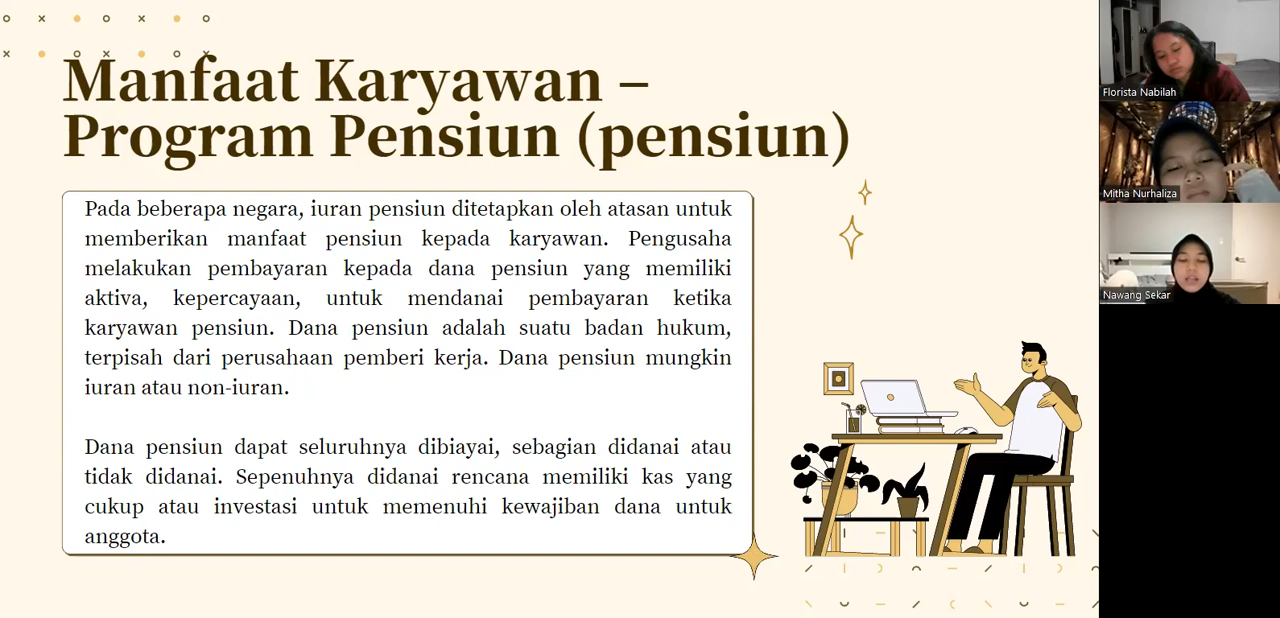 Manfaat Karyawan –
Program Pensiun (pensiun)
Pada beberapa negara, iuran pensiun ditetapkan oleh atasan untuk
memberikan manfaat pensiun kepada karyawan. Pengusaha
melakukan pembayaran kepada dana pensiun yang memiliki
aktiva, kepercayaan, untuk mendanai pembayaran ketika
karyawan pensiun. Dana pensiun adalah suatu badan hukum,
terpisah dari perusahaan pemberi kerja. Dana pensiun mungkin
iuran atau non-iuran.
Dana pensiun dapat seluruhnya dibiayai, sebagian didanai atau
tidak didanai. Sepenuhnya didanai rencana memiliki kas yang
cukup atau investasi untuk memenuhi kewajiban dana untuk
anggota.
Florista Nabilah
Mitha Nurhaliza
Nawang Sekar